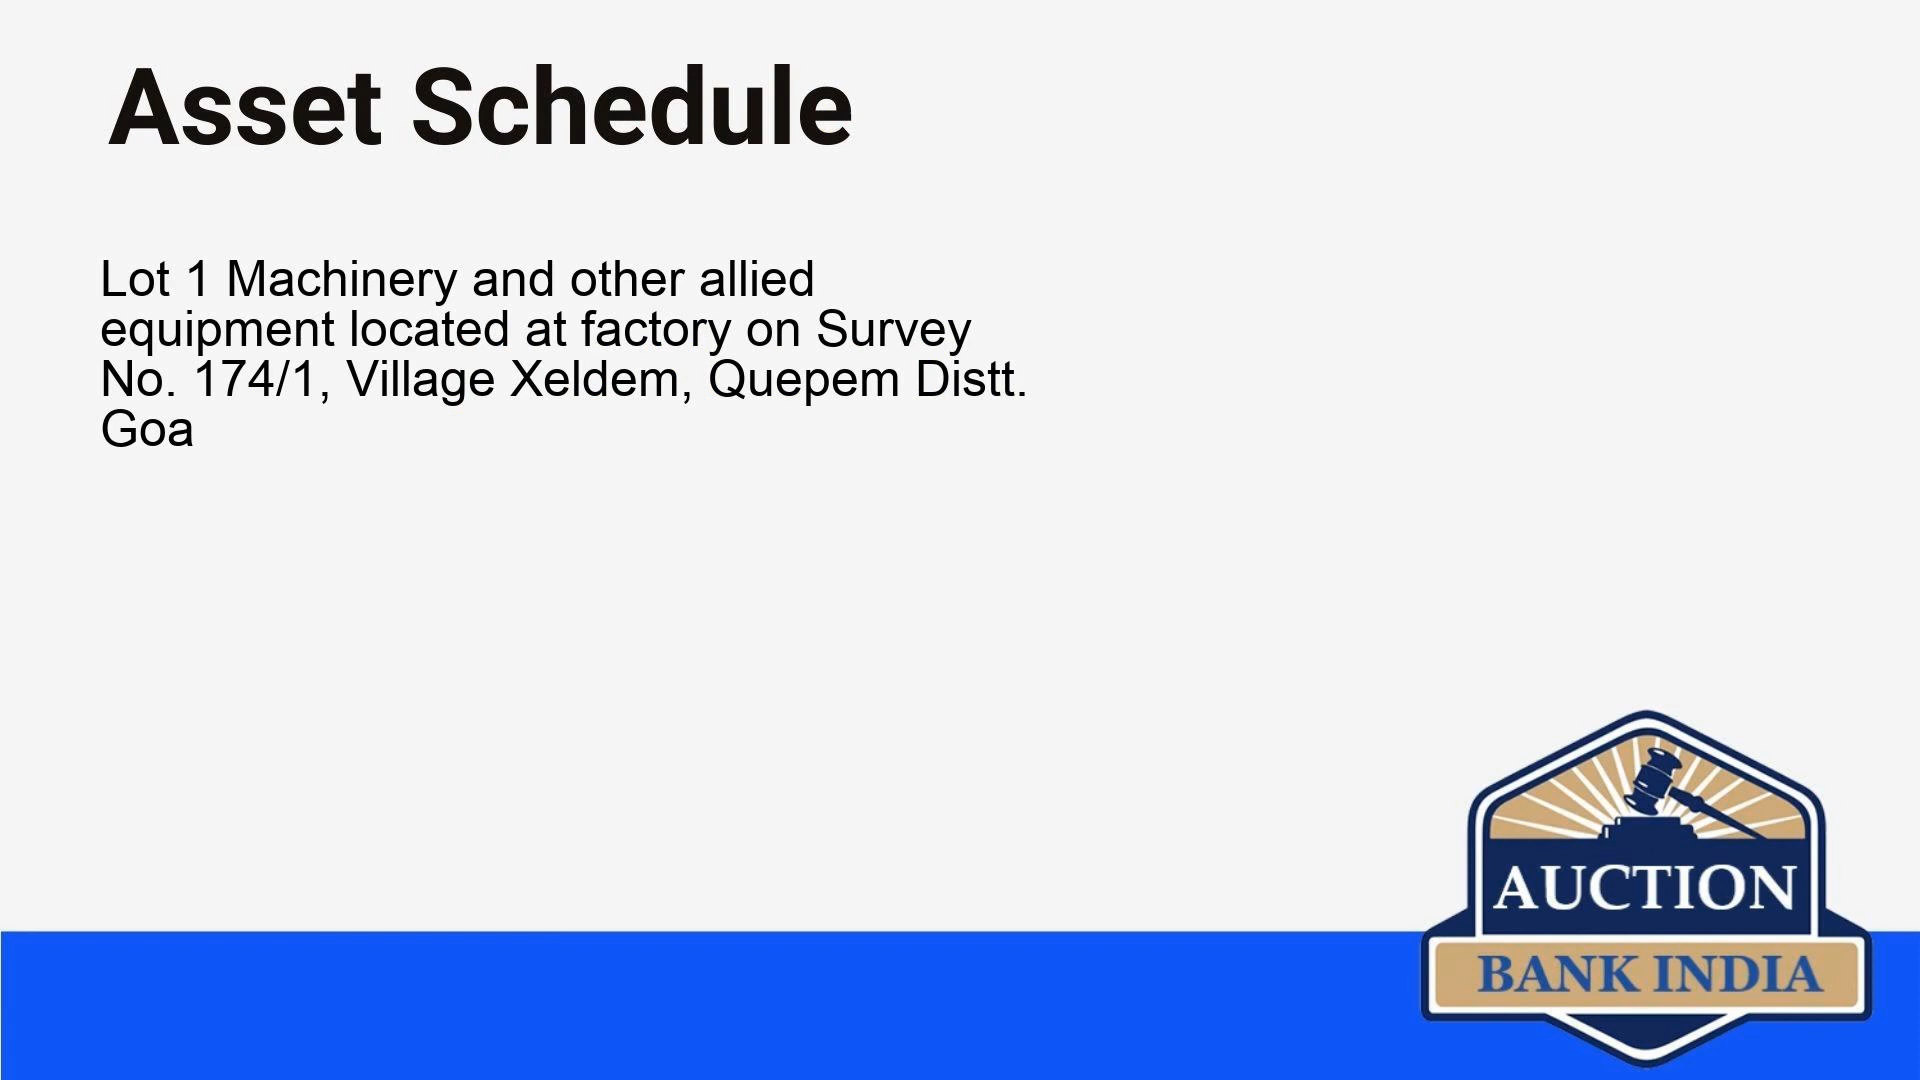 Asset Schedule
Lot 1 Machinery and other allied
equipment located at factory on Survey
No. 174/1, Village Xeldem, Quepem Distt.
Goa
AUCTION
BANK INDIA